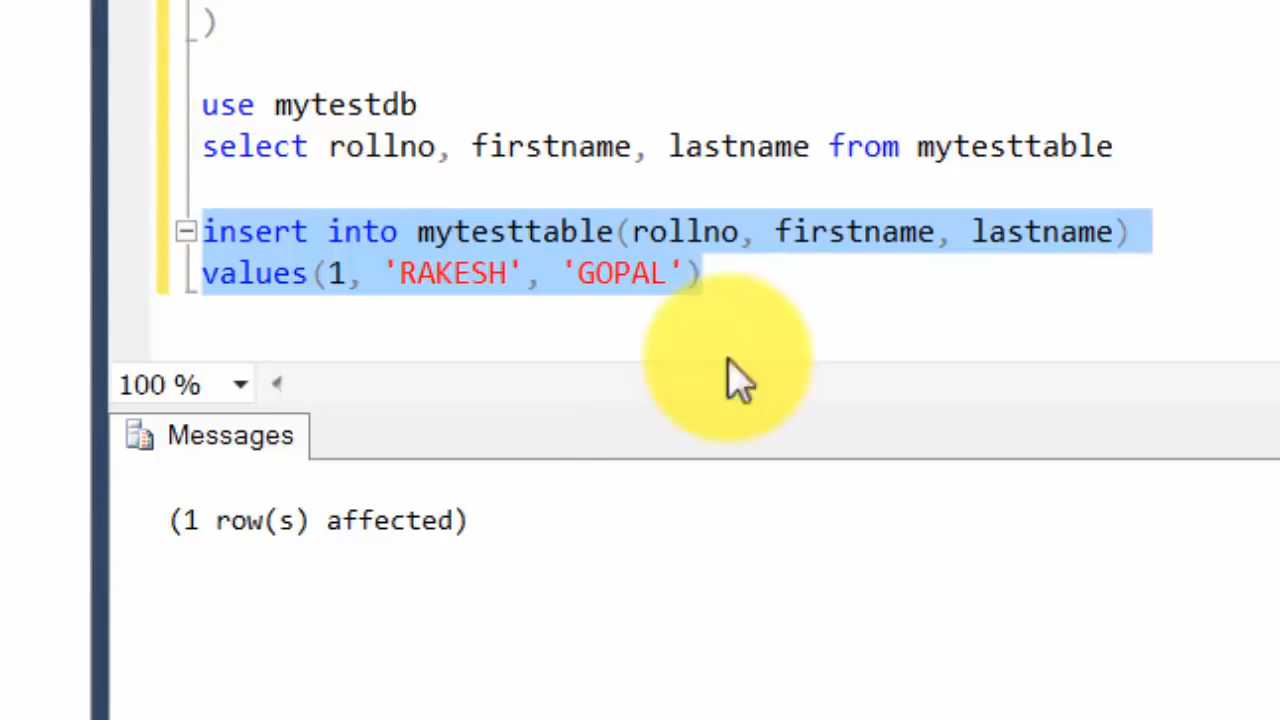 )
use mytestdb
select rollno, firstname, lastname from mytesttable
insert into mytesttable(rollno, firstname, lastname)
values(1, 'RAKESH', 'GOPAL')
100 %
Messages
(1 row(s) affected)